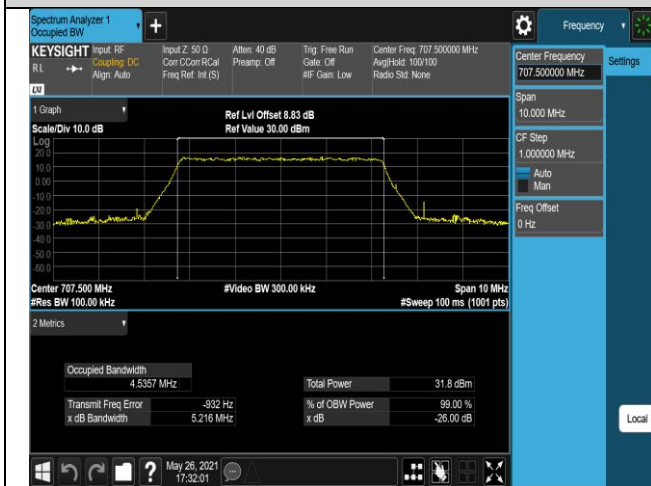 Spectrum Analyzer 1
Occupied BW
Frequency
KEYSIGHT
RL
LXI
Input: RF
Coupling: DC
Align: Auto
Input Z: 50 Ω
Corr CCorr RCal
Freq Ref: Int (S)
Atten: 40 dB
Preamp: Off
Trig: Free Run
Gate: Off
#IF Gain: Low
Center Freq: 707.500000 MHz
Avg|Hold: 100/100
Radio Std: None
Center Frequency
707.500000 MHz
Settings
Span
10.000 MHz
CF Step
1.000000 MHz
Auto
Man
Freq Offset
0 Hz
1 Graph
Scale/Div 10.0 dB
Ref Lvl Offset 8.83 dB
Ref Value 30.00 dBm
Log
20.0
10.0
0.00
-10.0
-20.0
-30.0
-40.0
-50.0
-60.0
Center 707.500 MHz
#Res BW 100.00 kHz
#Video BW 300.00 kHz
Span 10 MHz
#Sweep 100 ms (1001 pts)
2 Metrics
Occupied Bandwidth
4.5357 MHz
Total Power 31.8 dBm
Transmit Freq Error -932 Hz
% of OBW Power 99.00 %
x dB Bandwidth 5.216 MHz
x dB -26.00 dB
Local
?
May 26, 2021
17:32:01